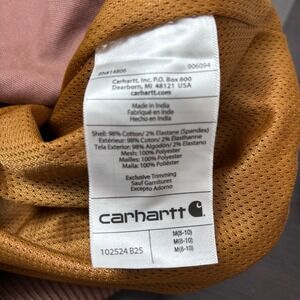 RN#14806 906094
Carhartt, Inc. P.O. Box 600
Dearborn, MI 48121 USA
carhartt.com
Made in India
Fabriqué en Inde
Hecho en India
Shell: 98% Cotton/ 2% Elastane (Spandex)
Extérieur: 98% Coton/ 2% Elasthanne
Tela Exterior: 98% Algodón/ 2% Elastano
Mesh: 100% Polyester
Maille: 100% Polyester
Malla: 100% Poliéster
Exclusive Trimming
Sauf Garnitures
Excepto Adorno
carhartt
102524 B25
M(8-10)
M(8-10)
M(8-10)